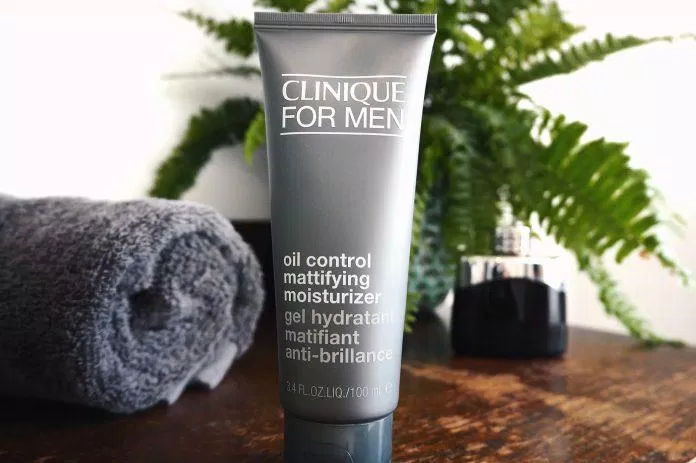 CLINIQUE
FOR MEN
oil control
mattifying
moisturizer
gel hydratant
matifiant
anti-brillance
3.4 FL.OZ.LIQ./100 ml ℮